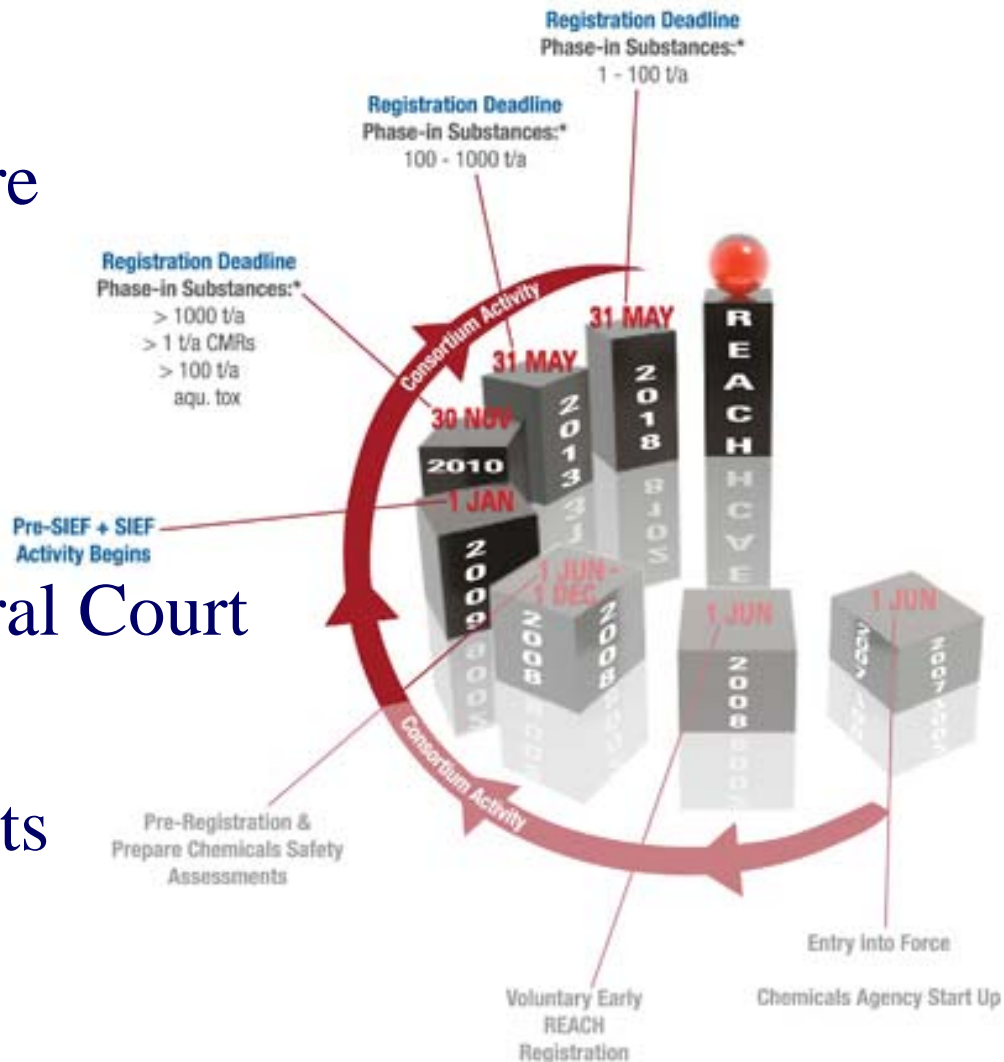 Registration Deadline
Phase-in Substances:*
1 - 100 t/a
Registration Deadline
Phase-in Substances:*
100 - 1000 t/a
re
Registration Deadline
Phase-in Substances:*
> 1000 t/a
> 1 t/a CMRs
> 100 t/a
aqu. tox
Consortium Activity
31 MAY
2018
REACH
31 MAY
2013
30 NOV
2010
1 JAN
2009
Pre-SIEF + SIEF
Activity Begins
1 JUN -
1 DEC
2008
2008
ral Court
1 JUN
2008
1 JUN
2007
2007
Consortium Activity
ts
Pre-Registration &
Prepare Chemicals Safety
Assessments
Entry into Force
Chemicals Agency Start Up
Voluntary Early
REACH
Registration